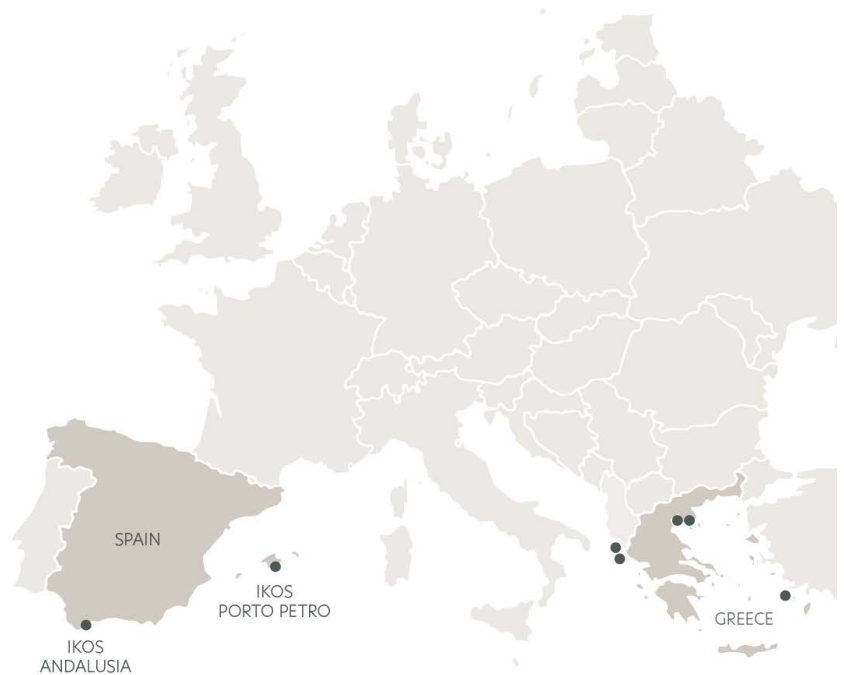 SPAIN
IKOS
PORTO PETRO
GREECE
IKOS
ANDALUSIA